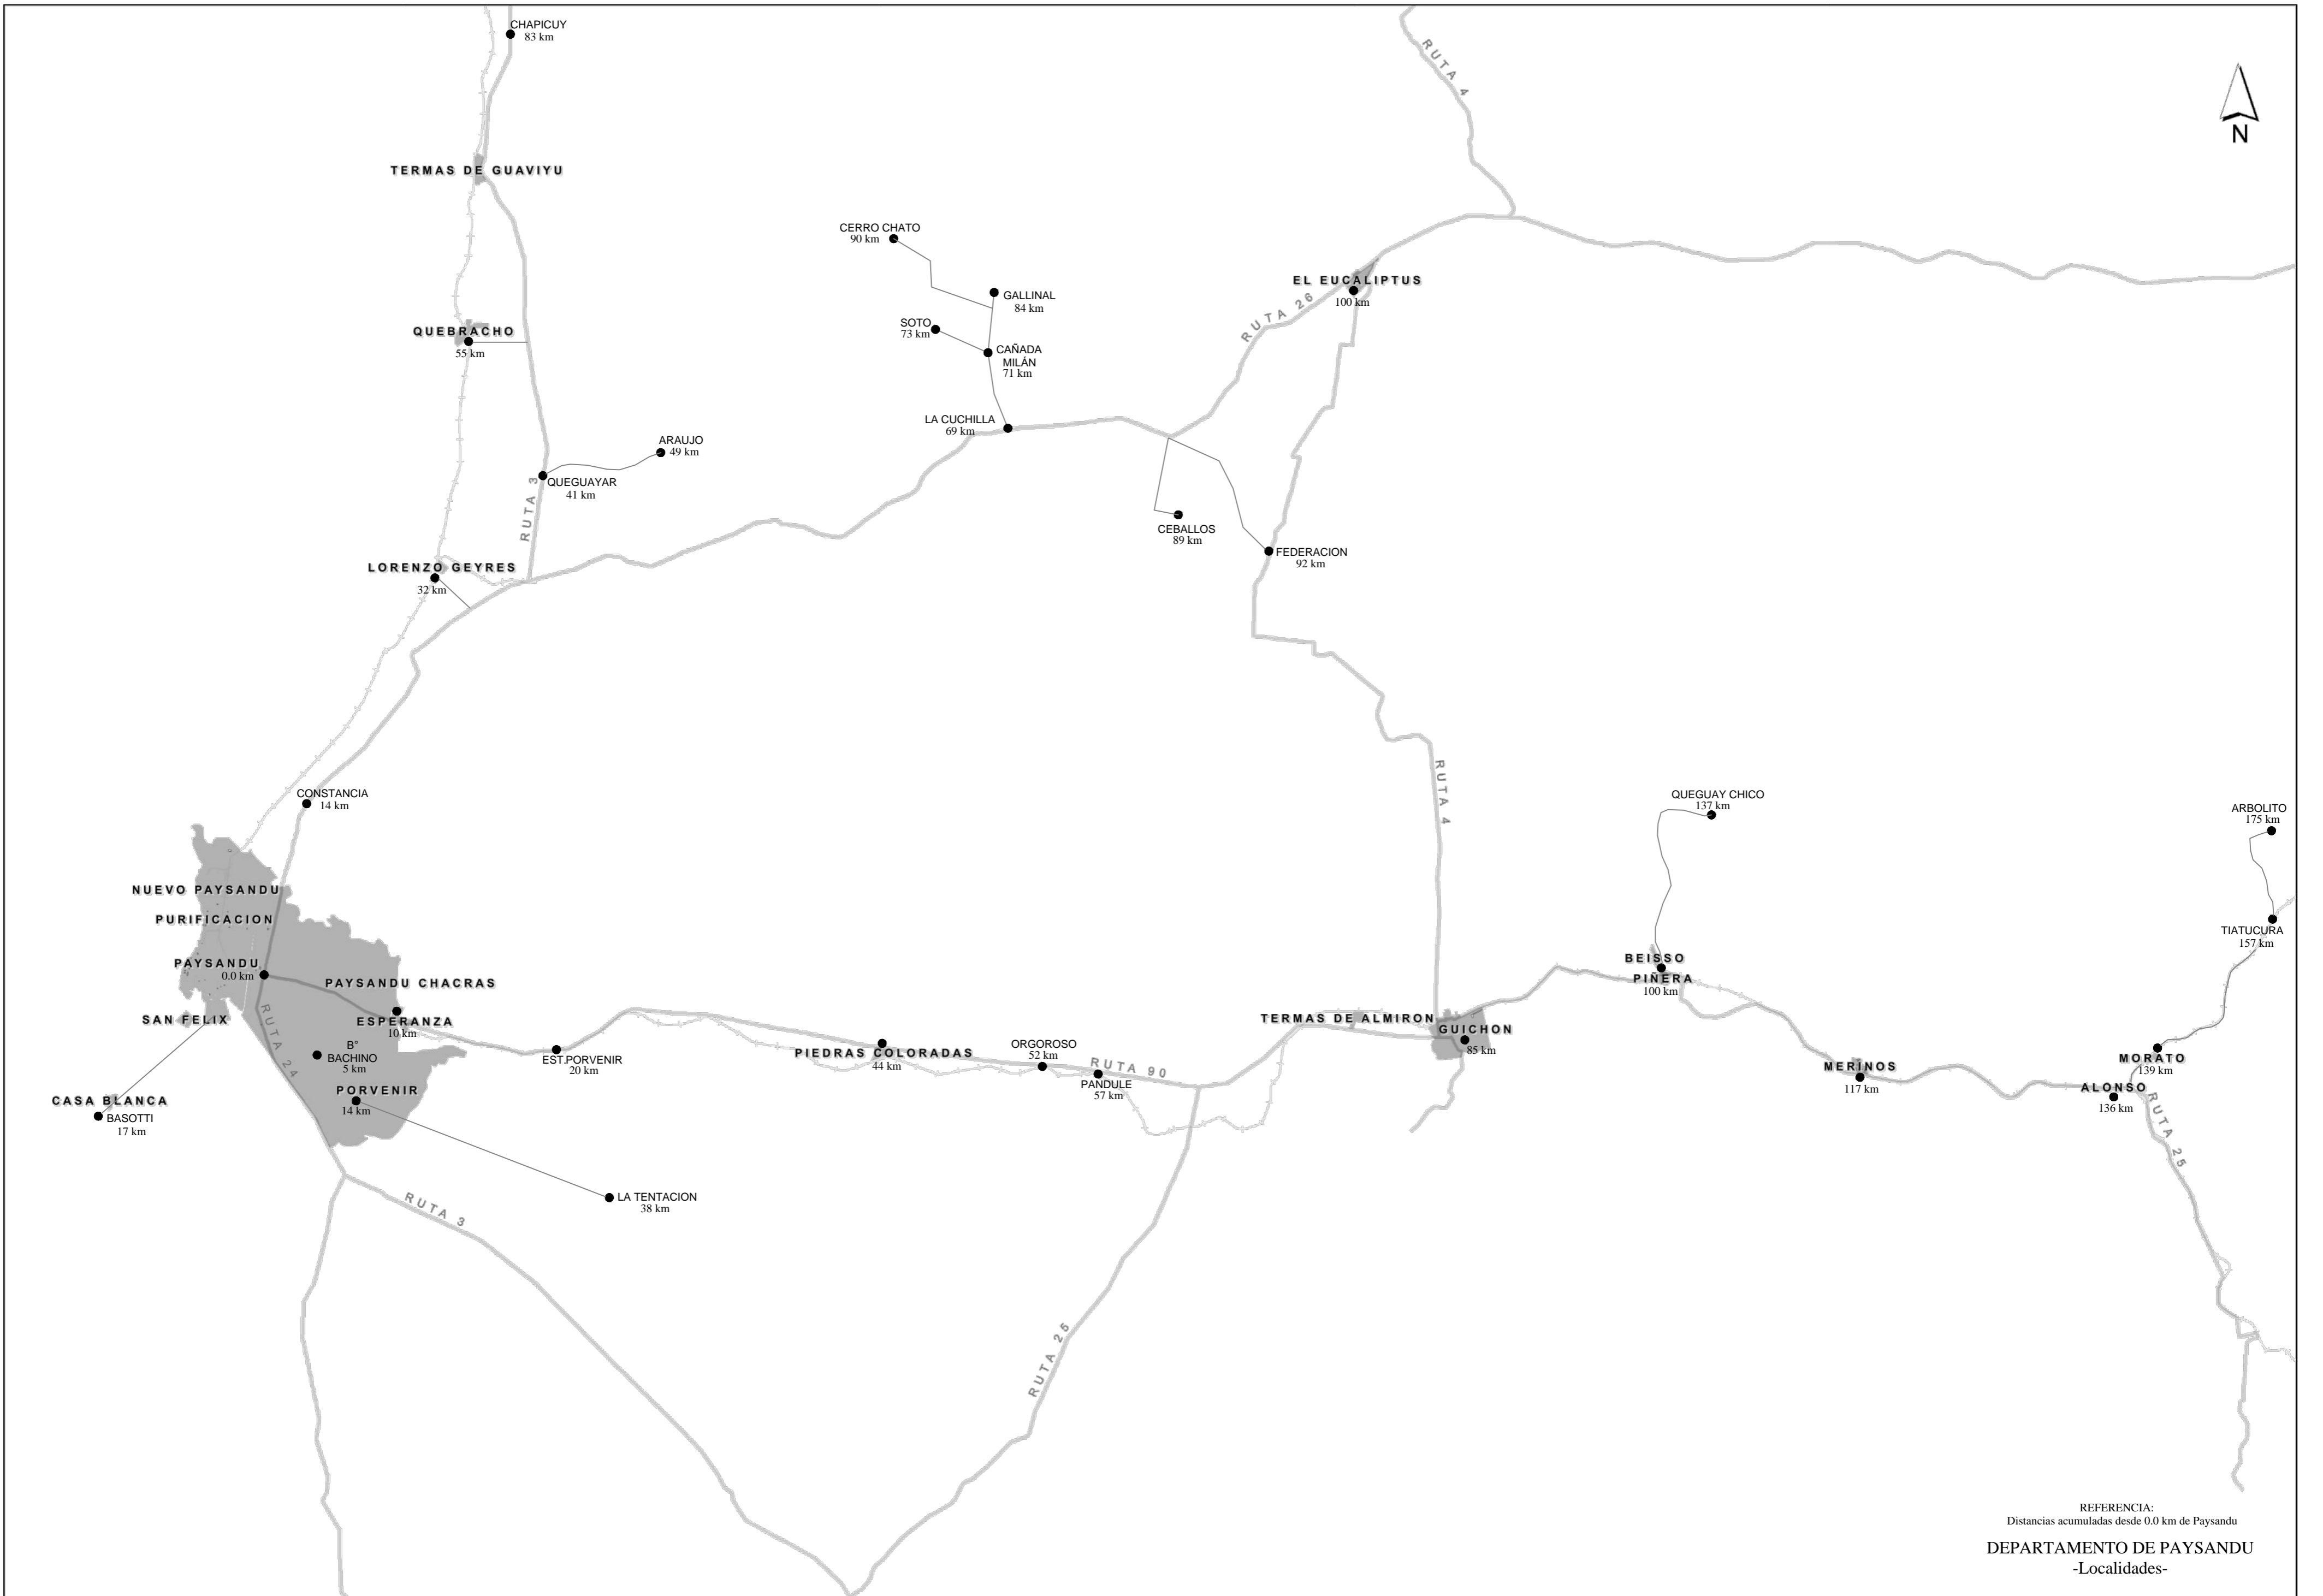 CHAPICUY
83 km
RUTA 4
N
TERMAS DE GUAVIYU
CERRO CHATO
90 km
EL EUCALIPTUS
100 km
GALLINAL
84 km
RUTA 26
SOTO
73 km
QUEBRACHO
55 km
CAÑADA
MILÁN
71 km
LA CUCHILLA
69 km
ARAUJO
49 km
QUEGUAYAR
41 km
RUTA 3
CEBALLOS
89 km
FEDERACION
92 km
LORENZO GEYRES
32 km
RUTA 4
CONSTANCIA
14 km
QUEGUAY CHICO
137 km
ARBOLITO
175 km
NUEVO PAYSANDU
PURIFICACION
TIATUCURA
157 km
PAYSANDU
0.0 km
PAYSANDU CHACRAS
BEISSO
PIÑERA
100 km
SAN FELIX
RUTA 24
ESPERANZA
10 km
TERMAS DE ALMIRON
GUICHON
85 km
B°
BACHINO
5 km
EST.PORVENIR
20 km
PIEDRAS COLORADAS
44 km
ORGOROSO
52 km
RUTA 90
PANDULE
57 km
MERINOS
117 km
MORATO
139 km
ALONSO
136 km
RUTA 25
PORVENIR
14 km
CASA BLANCA
BASOTTI
17 km
LA TENTACION
38 km
RUTA 3
RUTA 25
REFERENCIA:
Distancias acumuladas desde 0.0 km de Paysandu
DEPARTAMENTO DE PAYSANDU
-Localidades-